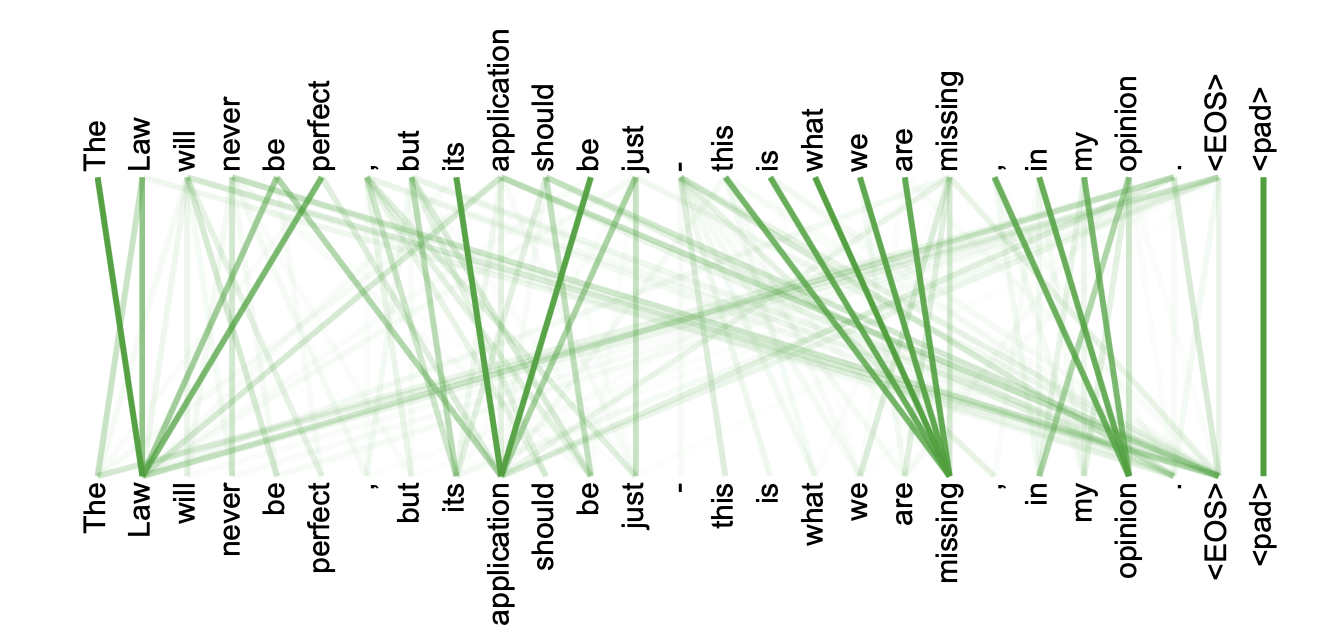 The Law will never be perfect , but its application should be just - this is what we are missing , in my opinion . <EOS> <pad>
The Law will never be perfect , but its application should be just - this is what we are missing , in my opinion . <EOS> <pad>